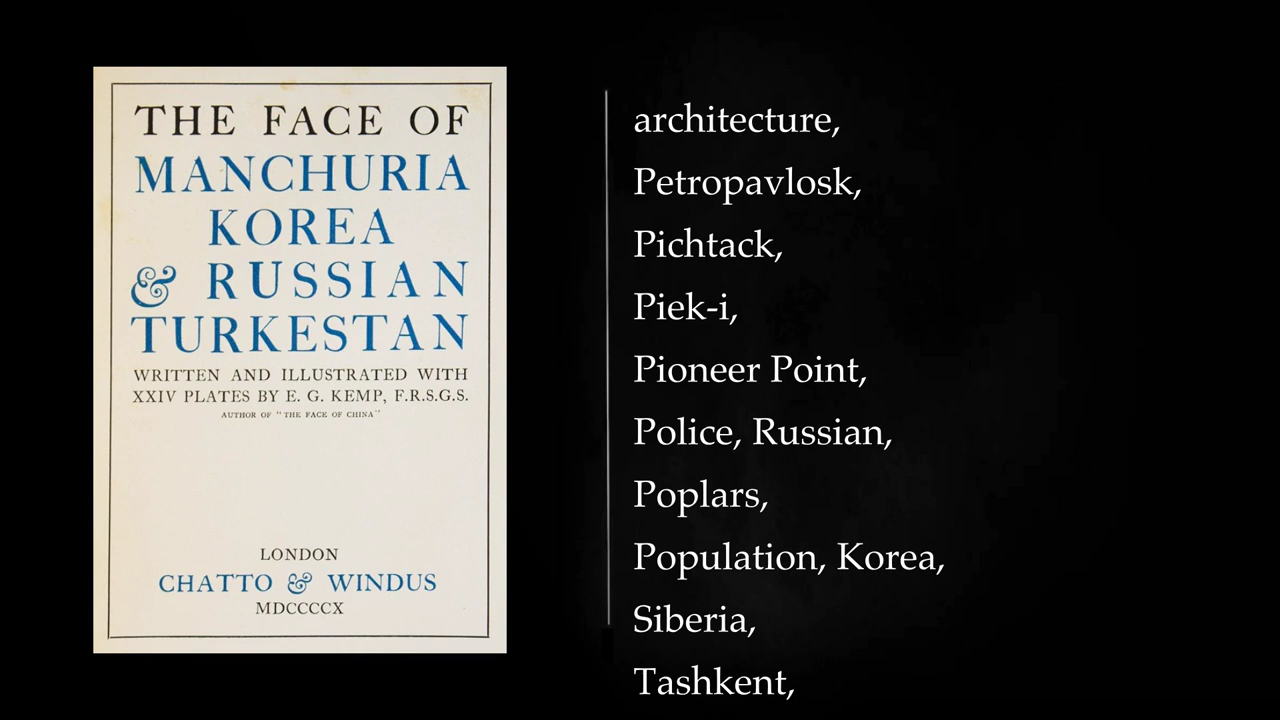 THE FACE OF
MANCHURIA
KOREA
& RUSSIAN
TURKESTAN
WRITTEN AND ILLUSTRATED WITH
XXIV PLATES BY E. G. KEMP, F.R.S.G.S.
AUTHOR OF "THE FACE OF CHINA"
LONDON
CHATTO & WINDUS
MDCCCCX
architecture,
Petropavlosk,
Pichtack,
Piek-i,
Pioneer Point,
Police, Russian,
Poplars,
Population, Korea,
Siberia,
Tashkent,